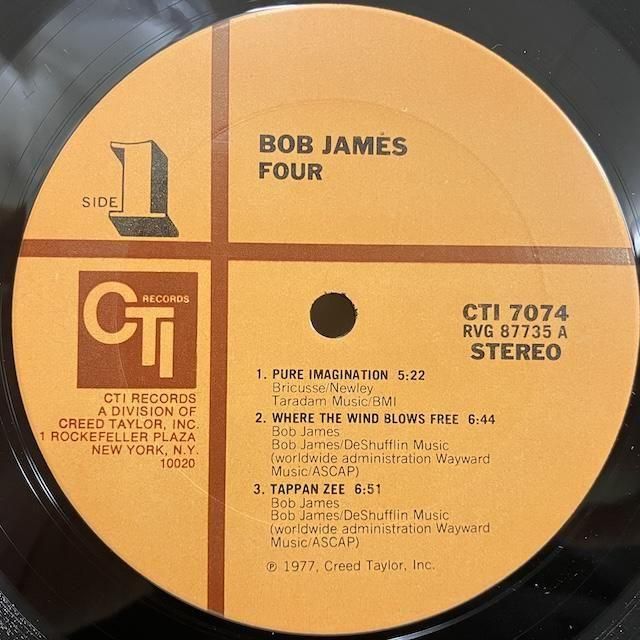 BOB JAMES
FOUR
SIDE 1
CTI RECORDS
CTI RECORDS
A DIVISION OF
CREED TAYLOR, INC.
1 ROCKEFELLER PLAZA
NEW YORK, N.Y.
10020
CTI 7074
RVG 87735 A
STEREO
1. PURE IMAGINATION 5:22
Bricusse/Newley
Taradam Music/BMI
2. WHERE THE WIND BLOWS FREE 6:44
Bob James
Bob James/DeShufflin Music
(worldwide administration Wayward
Music/ASCAP)
3. TAPPAN ZEE 6:51
Bob James
Bob James/DeShufflin Music
(worldwide administration Wayward
Music/ASCAP)
℗ 1977, Creed Taylor, Inc.